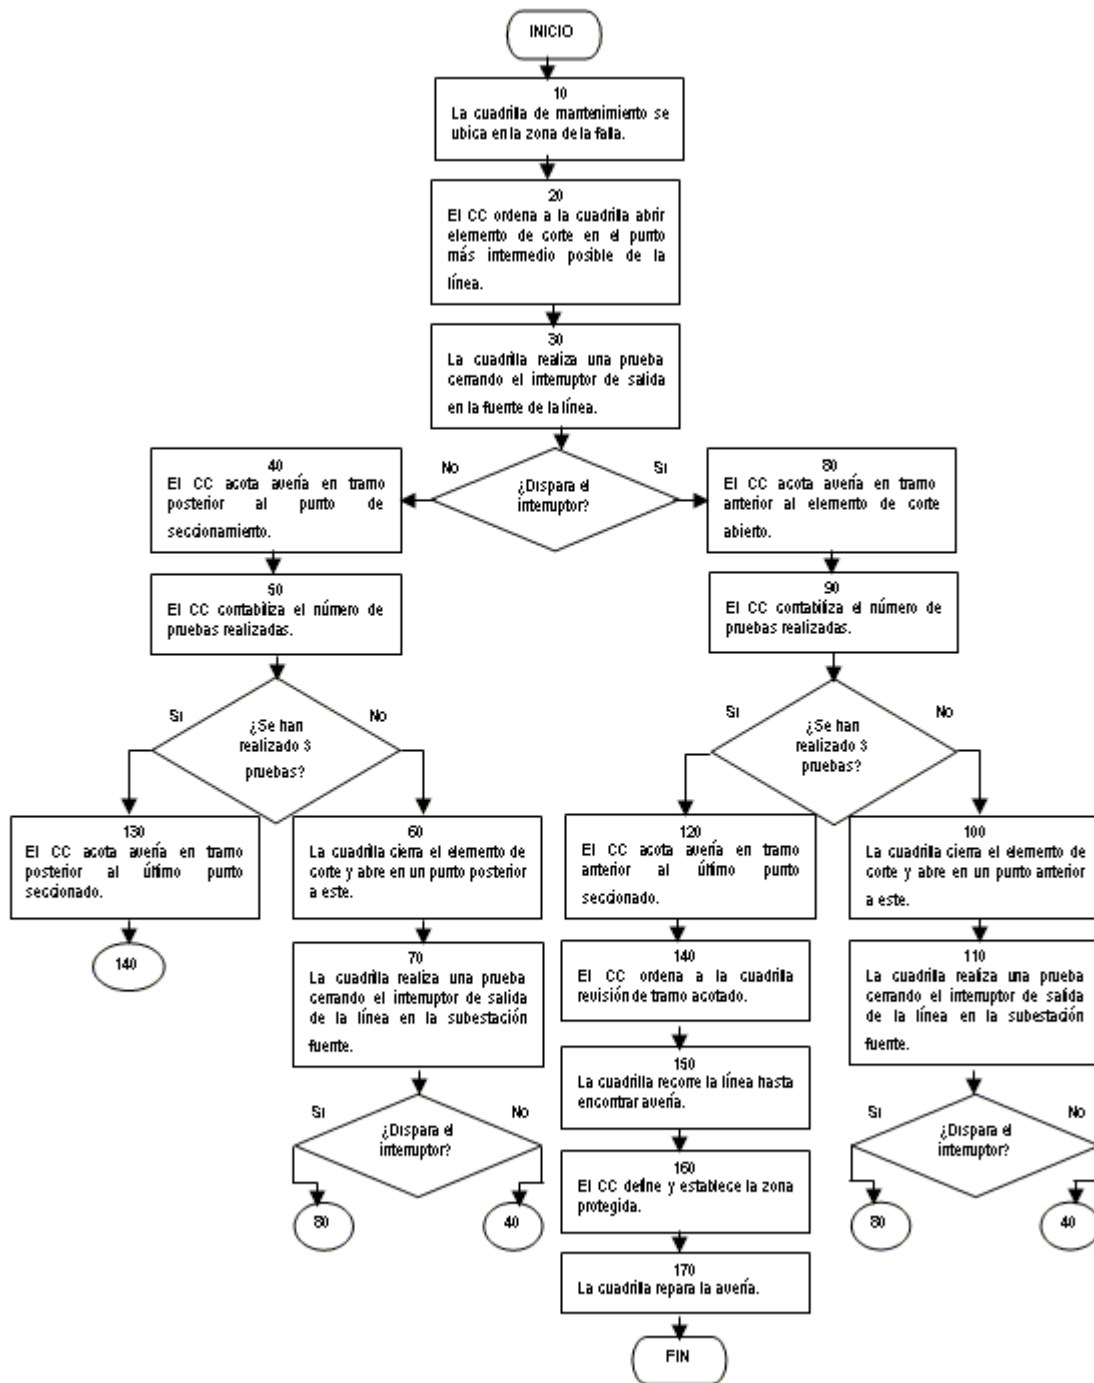 INICIO
10
La cuadrilla de mantenimiento se
ubica en la zona de la falla.
20
El CC ordena a la cuadrilla abrir
elemento de corte en el punto
más intermedio posible de la
línea.
30
La cuadrilla realiza una prueba
cerrando el interruptor de salida
en la fuente de la línea.
¿Dispara el
interruptor?
No
Si
40
El CC acota avería en tramo
posterior al punto de
seccionamiento.
80
El CC acota avería en tramo
anterior al elemento de corte
abierto.
50
El CC contabiliza el número de
pruebas realizadas.
90
El CC contabiliza el número de
pruebas realizadas.
Si
No
¿Se han
realizado 3
pruebas?
Si
No
¿Se han
realizado 3
pruebas?
130
El CC acota avería en tramo
posterior al último punto
seccionado.
60
La cuadrilla cierra el elemento de
corte y abre en un punto posterior
a este.
120
El CC acota avería en tramo
anterior al último punto
seccionado.
100
La cuadrilla cierra el elemento de
corte y abre en un punto anterior
a este.
140
70
La cuadrilla realiza una prueba
cerrando el interruptor de salida
de la línea en la subestación
fuente.
140
El CC ordena a la cuadrilla
revisión de tramo acotado.
110
La cuadrilla realiza una prueba
cerrando el interruptor de salida
de la línea en la subestación
fuente.
150
La cuadrilla recorre la línea hasta
encontrar avería.
Si
No
¿Dispara el
interruptor?
Si
No
¿Dispara el
interruptor?
160
El CC define y establece la zona
protegida.
80
40
80
40
170
La cuadrilla repara la avería.
FIN